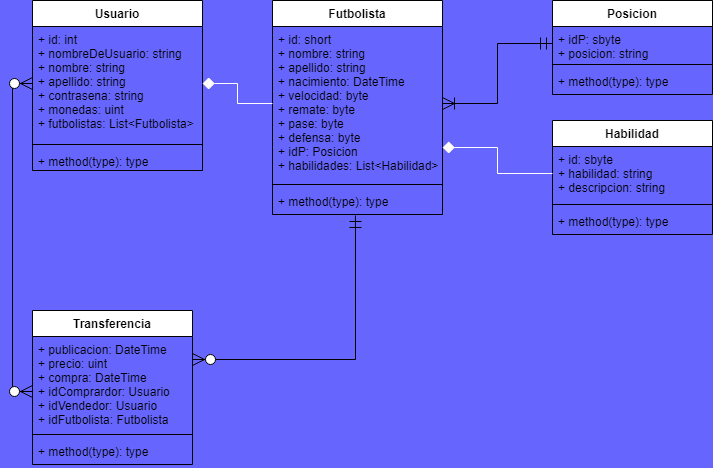 Usuario
+ id: int
+ nombreDeUsuario: string
+ nombre: string
+ apellido: string
+ contrasena: string
+ monedas: uint
+ futbolistas: List<Futbolista>
+ method(type): type
Futbolista
+ id: short
+ nombre: string
+ apellido: string
+ nacimiento: DateTime
+ velocidad: byte
+ remate: byte
+ pase: byte
+ defensa: byte
+ idP: Posicion
+ habilidades: List<Habilidad>
+ method(type): type
Posicion
+ idP: sbyte
+ posicion: string
+ method(type): type
Habilidad
+ id: sbyte
+ habilidad: string
+ descripcion: string
+ method(type): type
Transferencia
+ publicacion: DateTime
+ precio: uint
+ compra: DateTime
+ idComprardor: Usuario
+ idVendedor: Usuario
+ idFutbolista: Futbolista
+ method(type): type